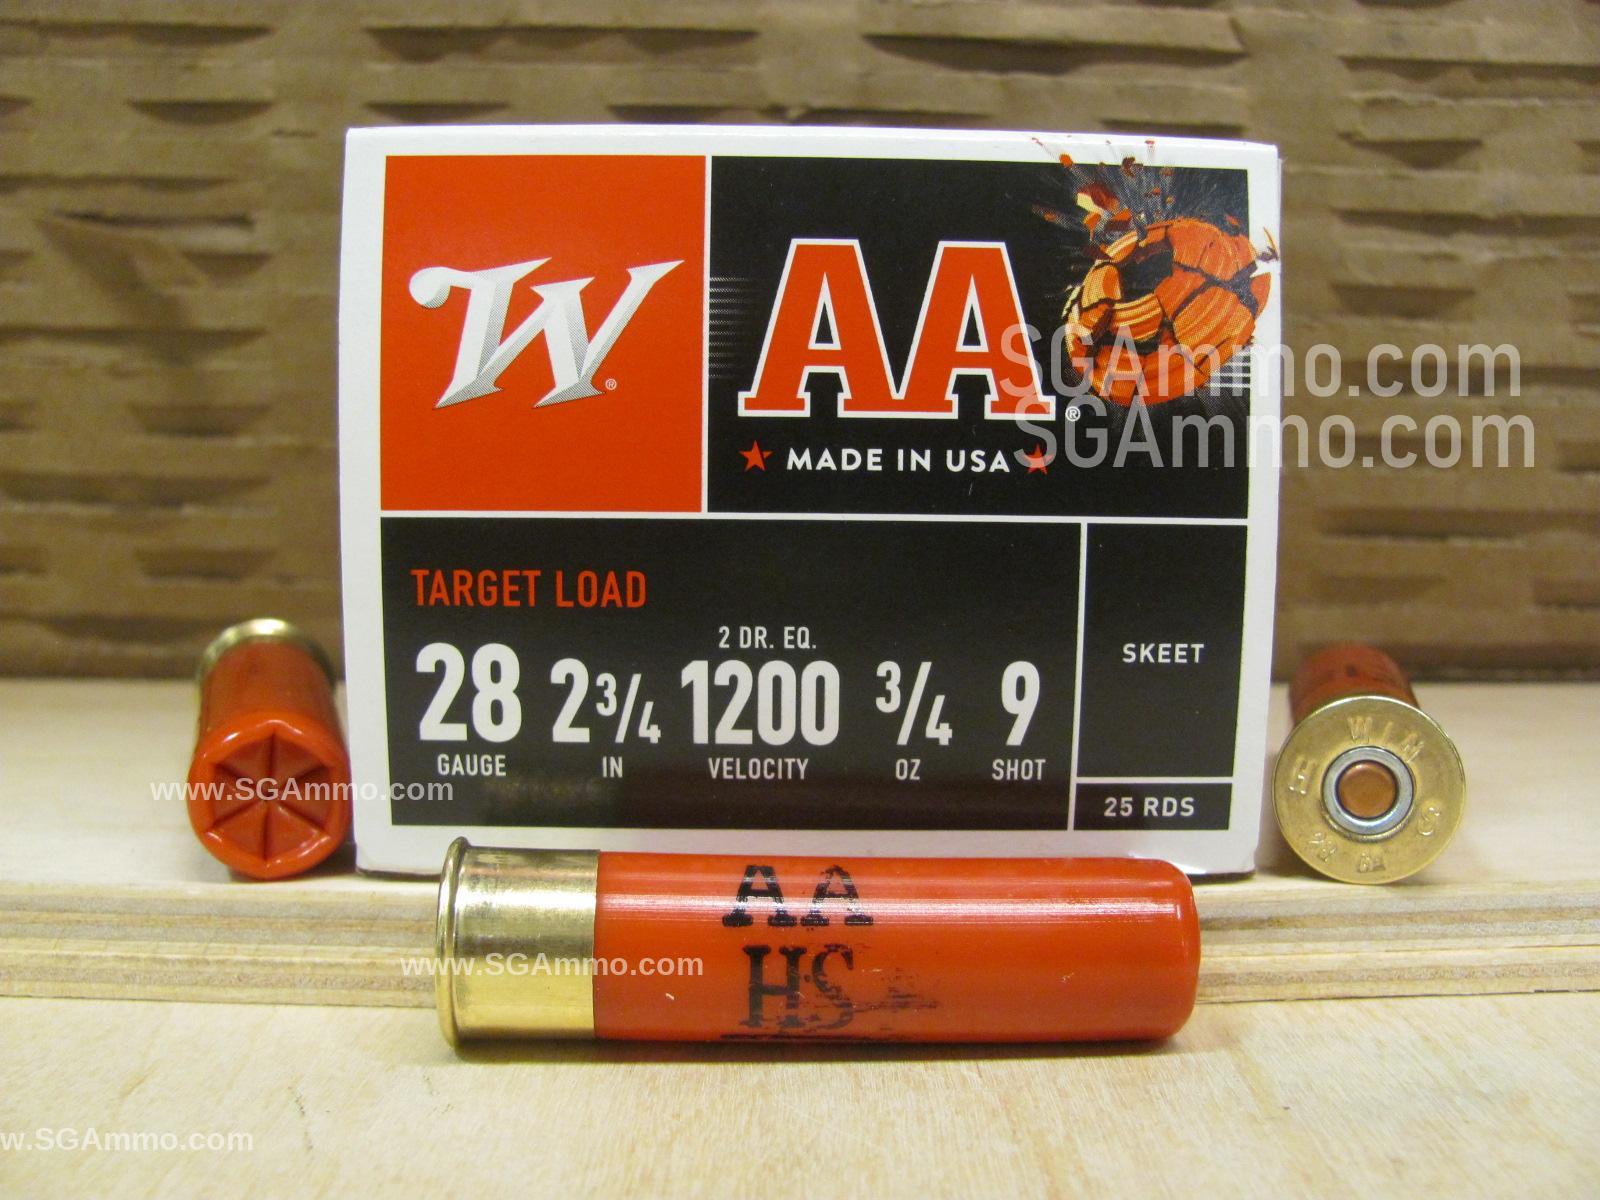 W®
AA®
★ MADE IN USA ★
SGAmmo.com
SGAmmo.com
TARGET LOAD
2 DR. EQ.
28 2 3/4 1200 3/4 9
GAUGE IN VELOCITY OZ SHOT
SKEET
25 RDS
www.SGAmmo.com
WIN
28 GA
AA
HS
www.SGAmmo.com
w.SGAmmo.com